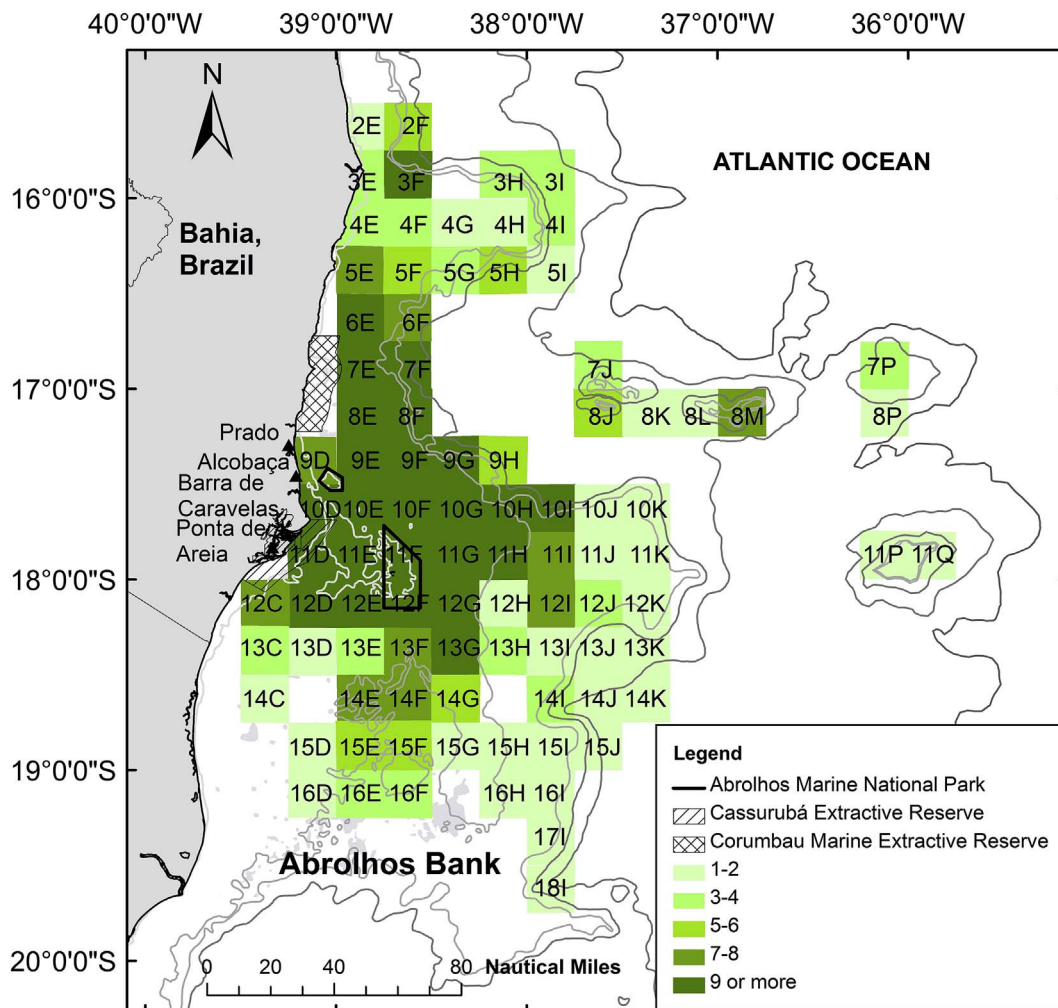 40°0'0"W 39°0'0"W 38°0'0"W 37°0'0"W 36°0'0"W
N
2E 2F
ATLANTIC OCEAN
3E 3F 3H 3I
16°0'0"S
4E 4F 4G 4H 4I
Bahia,
Brazil
5E 5F 5G 5H 5I
6E 6F
7E 7F 7J 7P
17°0'0"S
8E 8F 8J 8K 8L 8M 8P
Prado
Alcobaça
9D 9E 9F 9G 9H
Barra de
Caravelas
10D 10E 10F 10G 10H 10I 10J 10K
Ponta de
Areia
11D 11E 11F 11G 11H 11I 11J 11K 11P 11Q
18°0'0"S
12C 12D 12E 12F 12G 12H 12I 12J 12K
13C 13D 13E 13F 13G 13H 13I 13J 13K
14C 14E 14F 14G 14I 14J 14K
15D 15E 15F 15G 15H 15I 15J
19°0'0"S
16D 16E 16F 16H 16I
17I
Abrolhos Bank
18I
20°0'0"S
0 20 40 80 Nautical Miles
Legend
Abrolhos Marine National Park
Cassurubá Extractive Reserve
Corumbau Marine Extractive Reserve
1-2
3-4
5-6
7-8
9 or more